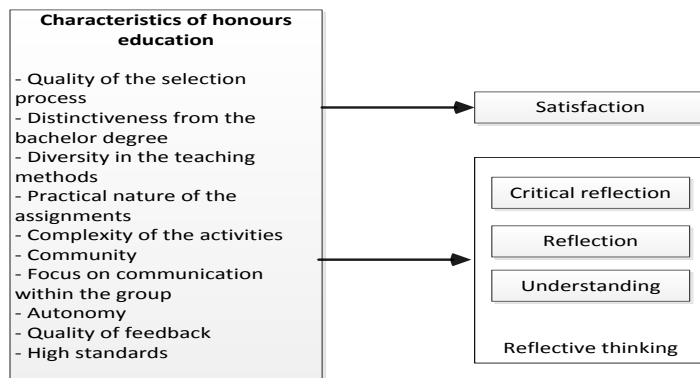 Characteristics of honours
education
- Quality of the selection
process
- Distinctiveness from the
bachelor degree
- Diversity in the teaching
methods
- Practical nature of the
assignments
- Complexity of the activities
- Community
- Focus on communication
within the group
- Autonomy
- Quality of feedback
- High standards
Satisfaction
Critical reflection
Reflection
Understanding
Reflective thinking